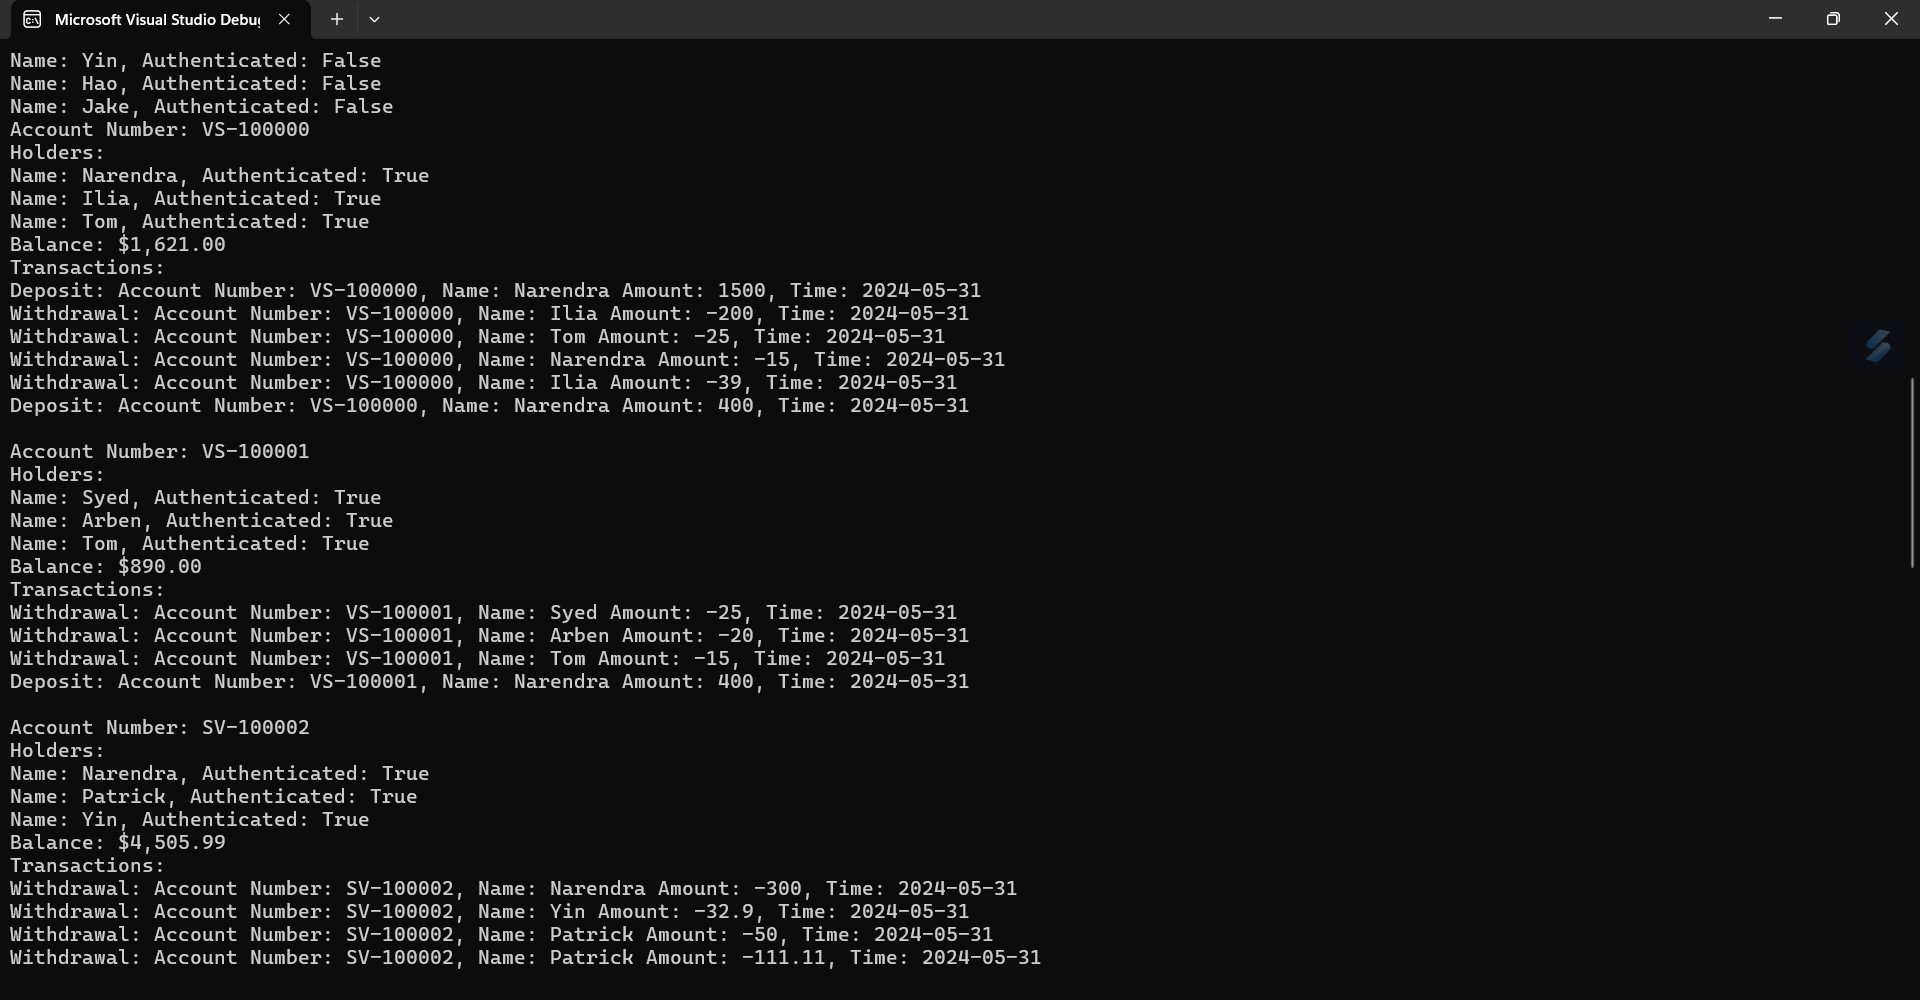 Microsoft Visual Studio Debug
Name: Yin, Authenticated: False
Name: Hao, Authenticated: False
Name: Jake, Authenticated: False
Account Number: VS-100000
Holders:
Name: Narendra, Authenticated: True
Name: Ilia, Authenticated: True
Name: Tom, Authenticated: True
Balance: $1,621.00
Transactions:
Deposit: Account Number: VS-100000, Name: Narendra Amount: 1500, Time: 2024-05-31
Withdrawal: Account Number: VS-100000, Name: Ilia Amount: -200, Time: 2024-05-31
Withdrawal: Account Number: VS-100000, Name: Tom Amount: -25, Time: 2024-05-31
Withdrawal: Account Number: VS-100000, Name: Narendra Amount: -15, Time: 2024-05-31
Withdrawal: Account Number: VS-100000, Name: Ilia Amount: -39, Time: 2024-05-31
Deposit: Account Number: VS-100000, Name: Narendra Amount: 400, Time: 2024-05-31
Account Number: VS-100001
Holders:
Name: Syed, Authenticated: True
Name: Arben, Authenticated: True
Name: Tom, Authenticated: True
Balance: $890.00
Transactions:
Withdrawal: Account Number: VS-100001, Name: Syed Amount: -25, Time: 2024-05-31
Withdrawal: Account Number: VS-100001, Name: Arben Amount: -20, Time: 2024-05-31
Withdrawal: Account Number: VS-100001, Name: Tom Amount: -15, Time: 2024-05-31
Deposit: Account Number: VS-100001, Name: Narendra Amount: 400, Time: 2024-05-31
Account Number: SV-100002
Holders:
Name: Narendra, Authenticated: True
Name: Patrick, Authenticated: True
Name: Yin, Authenticated: True
Balance: $4,505.99
Transactions:
Withdrawal: Account Number: SV-100002, Name: Narendra Amount: -300, Time: 2024-05-31
Withdrawal: Account Number: SV-100002, Name: Yin Amount: -32.9, Time: 2024-05-31
Withdrawal: Account Number: SV-100002, Name: Patrick Amount: -50, Time: 2024-05-31
Withdrawal: Account Number: SV-100002, Name: Patrick Amount: -111.11, Time: 2024-05-31